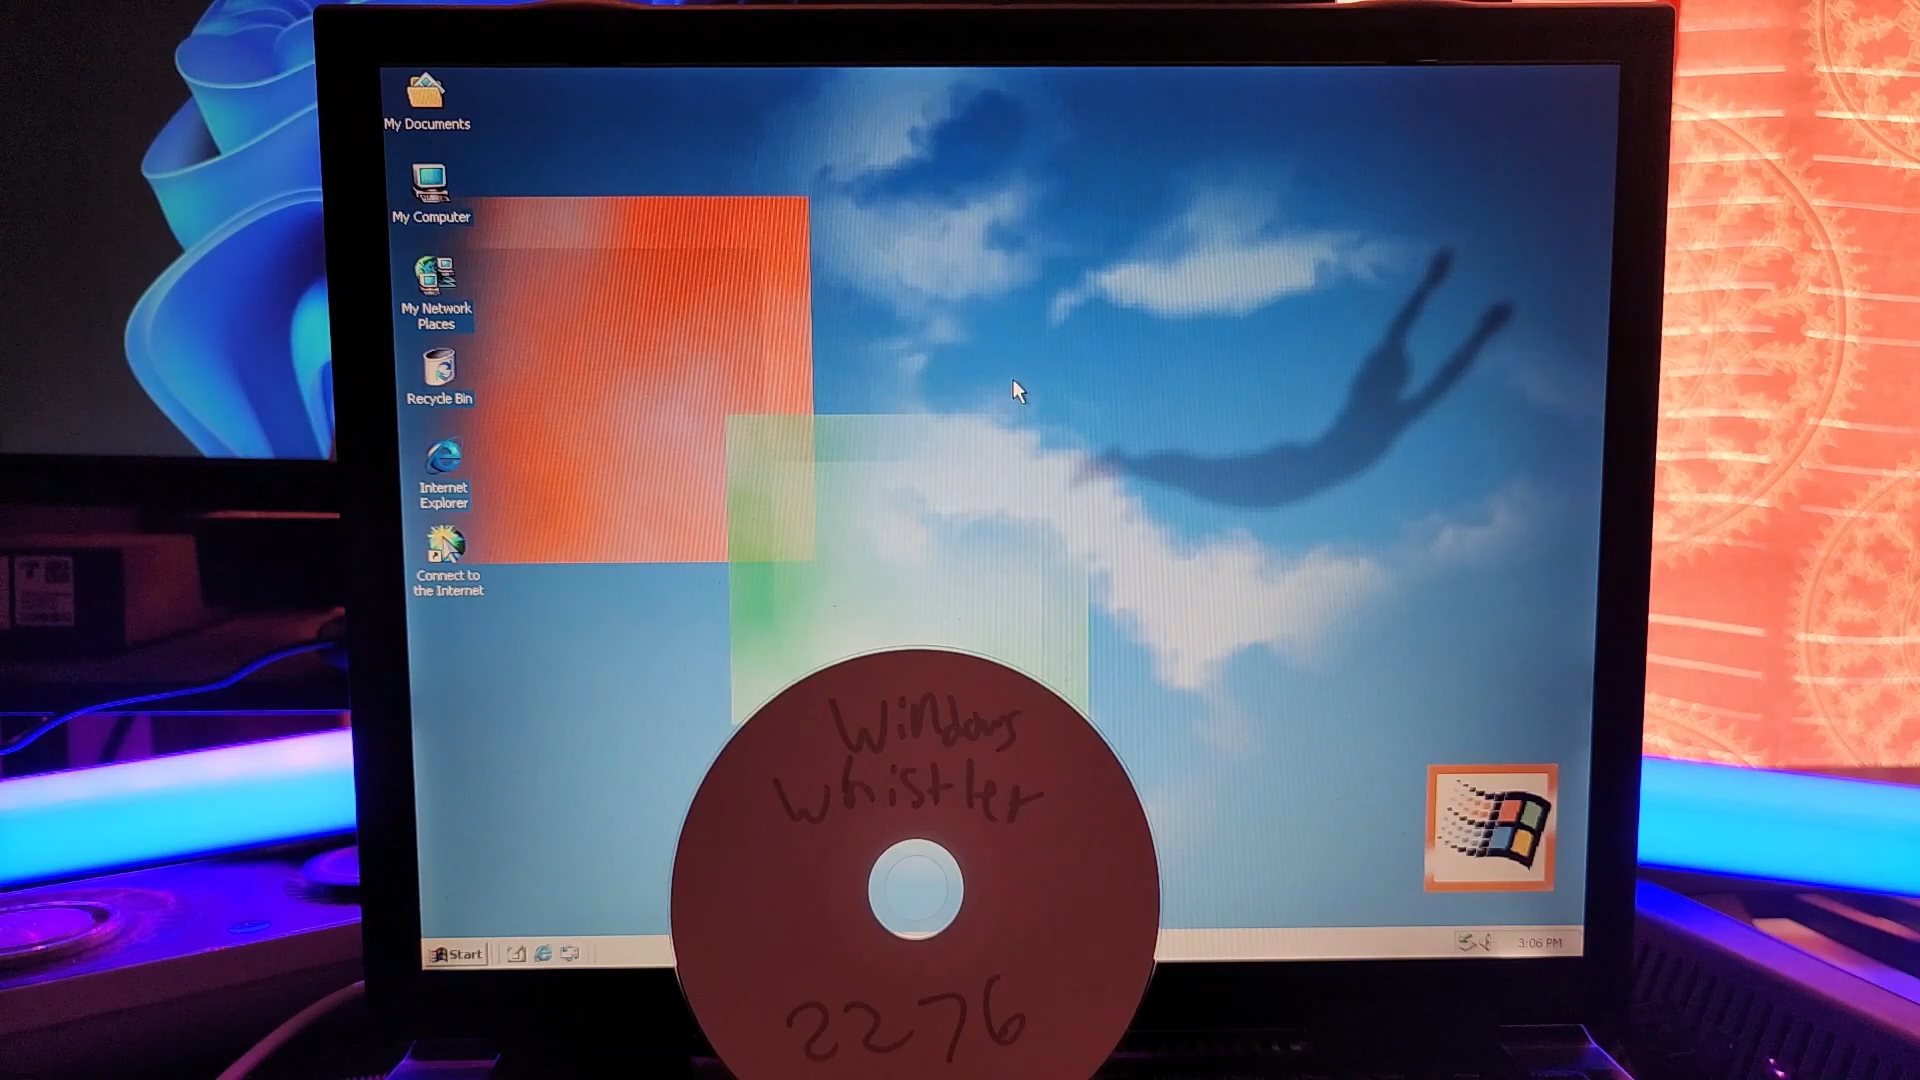 My Documents
My Computer
My Network
Places
Recycle Bin
Internet
Explorer
Connect to
the Internet
Windows
Whistler
2276
Start
3:06 PM